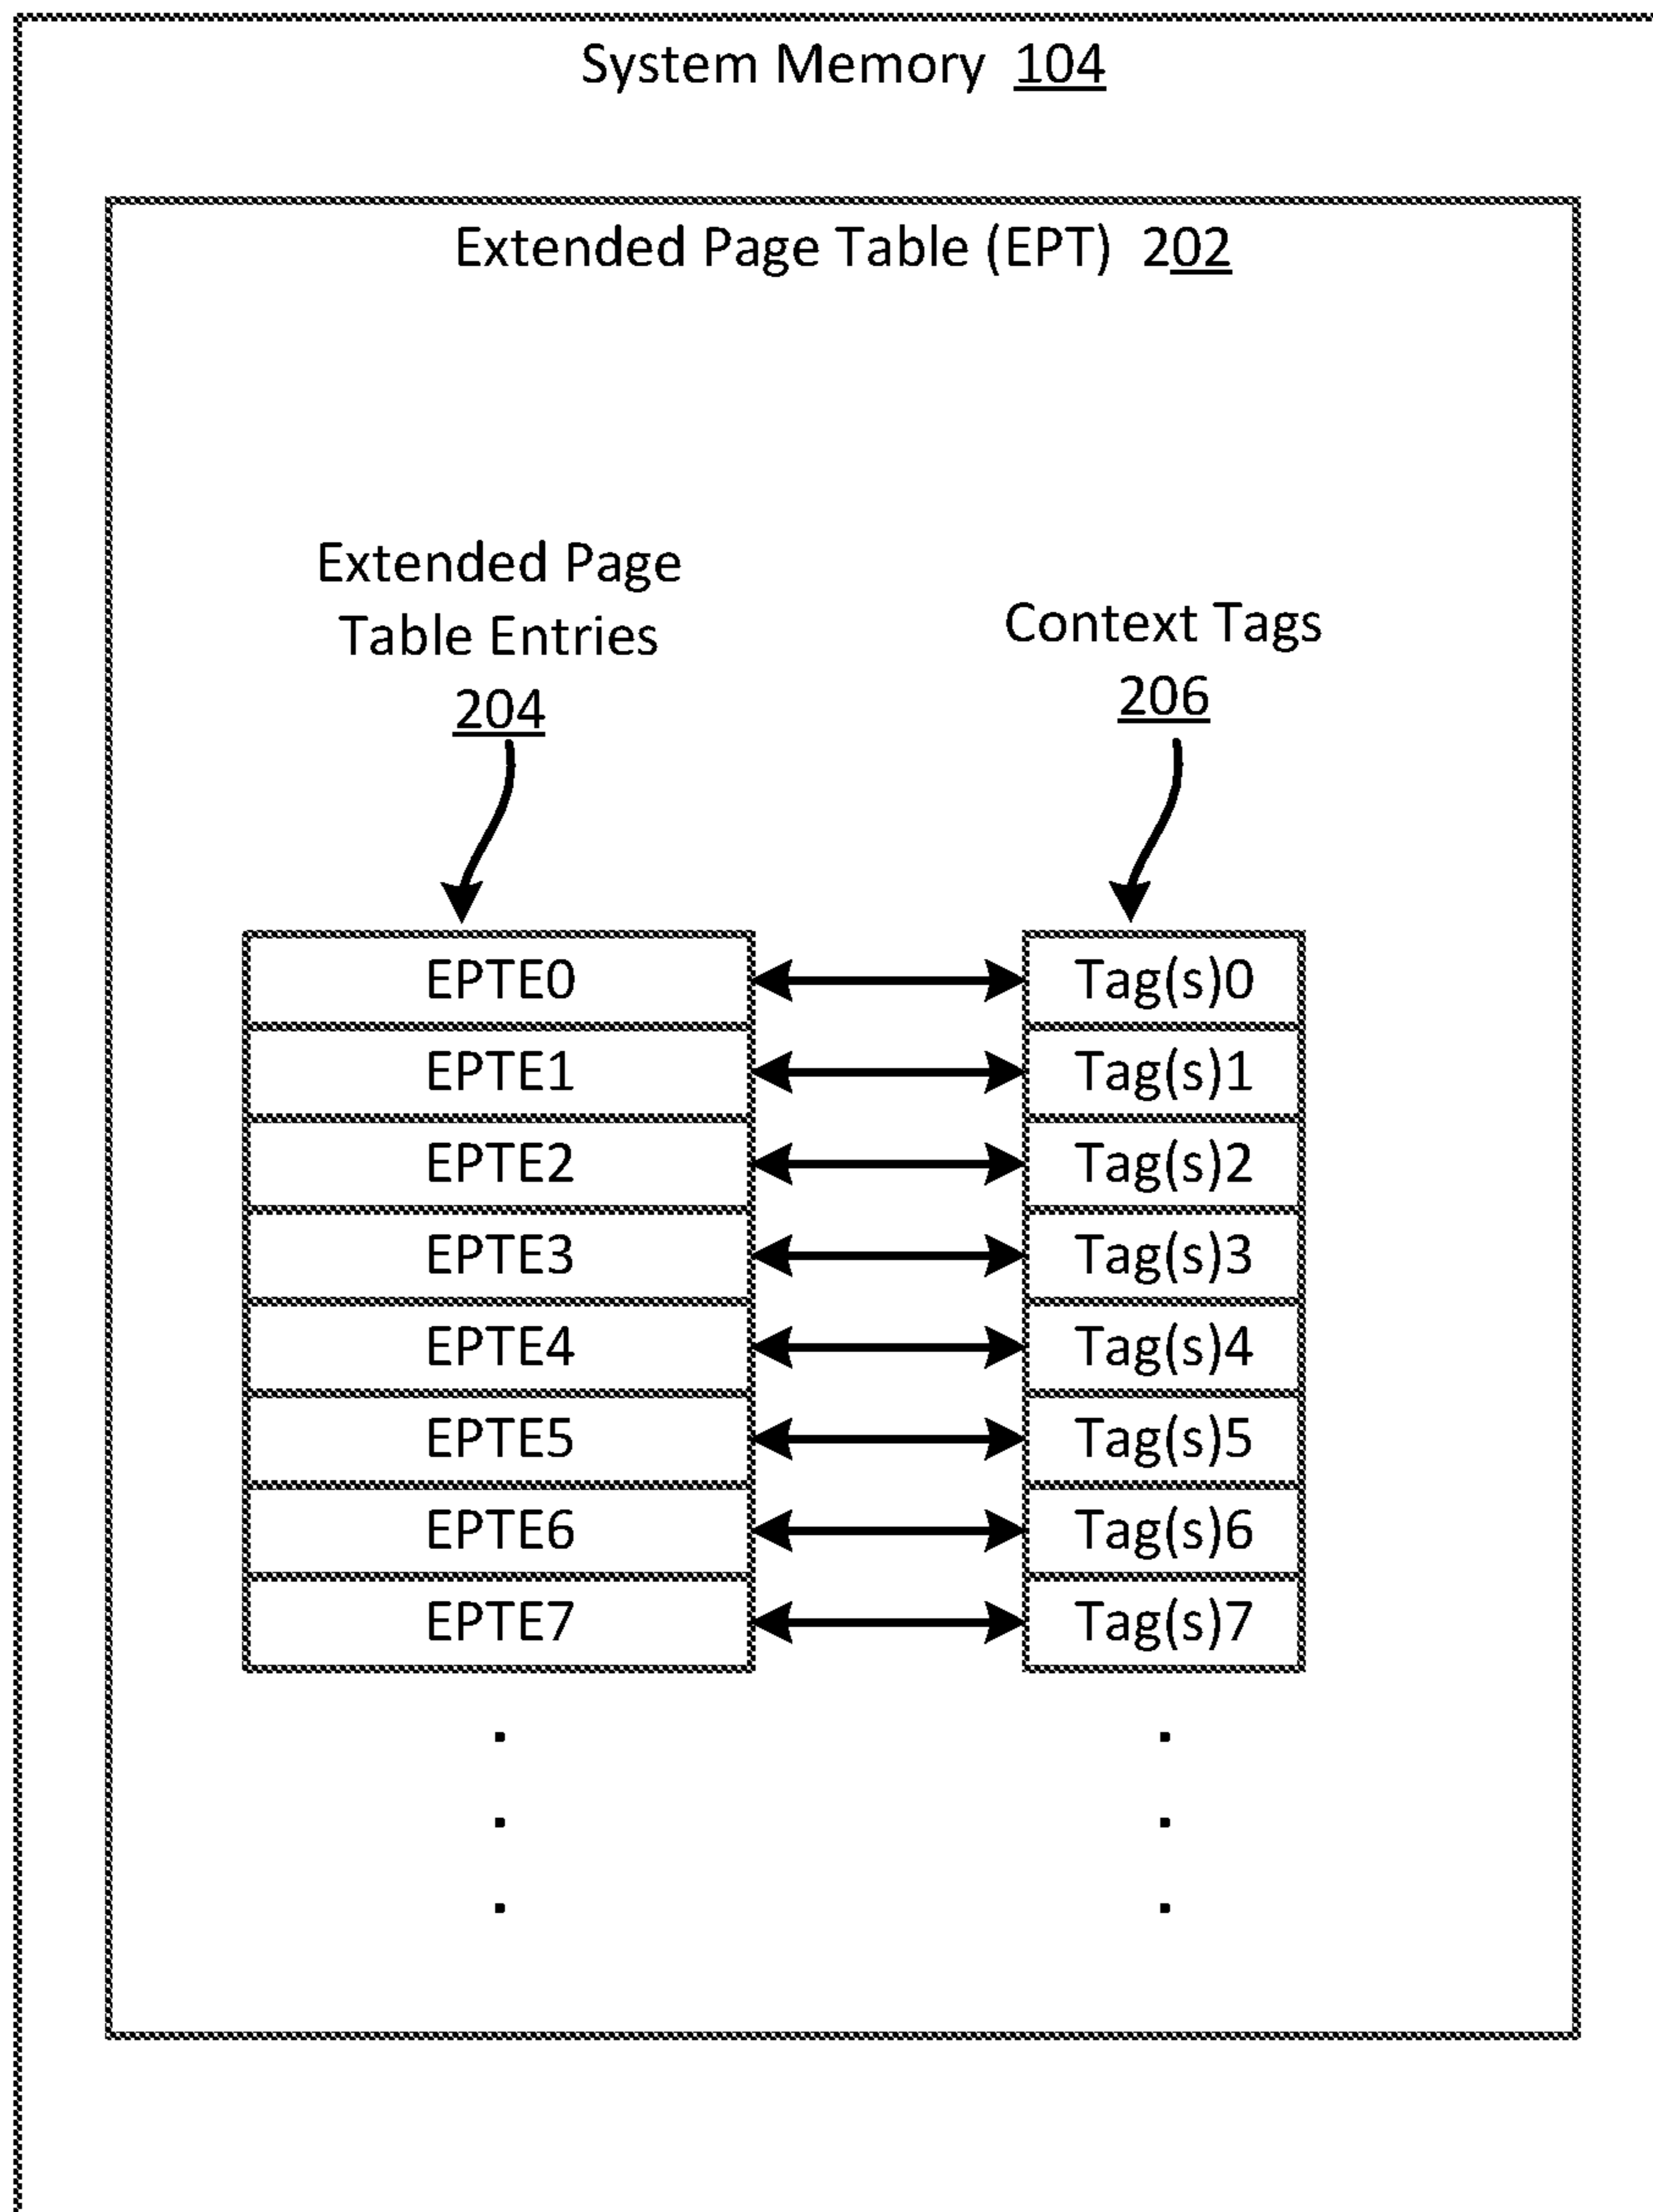 System Memory 104
Extended Page Table (EPT) 202
Extended Page
Table Entries
204
Context Tags
206
EPTE0 Tag(s)0
EPTE1 Tag(s)1
EPTE2 Tag(s)2
EPTE3 Tag(s)3
EPTE4 Tag(s)4
EPTE5 Tag(s)5
EPTE6 Tag(s)6
EPTE7 Tag(s)7